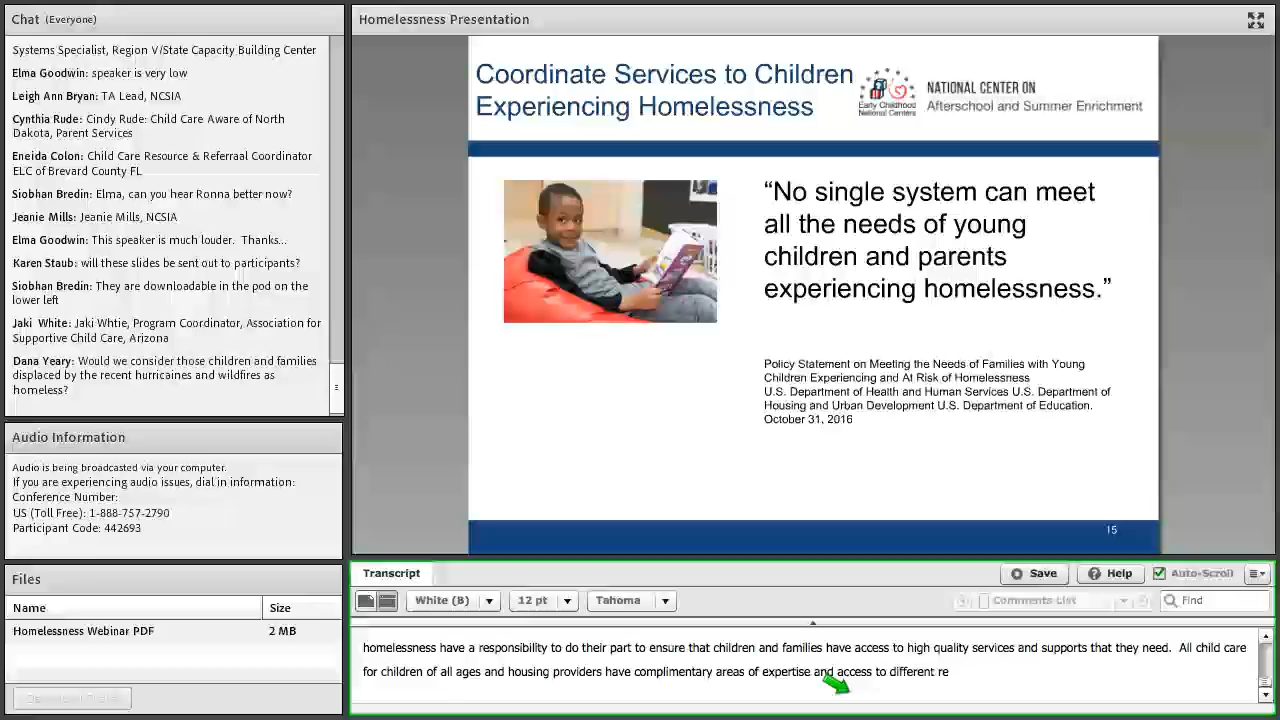 Chat (Everyone)
Systems Specialist, Region V/State Capacity Building Center
Elma Goodwin: speaker is very low
Leigh Ann Bryan: TA Lead, NCSIA
Cynthia Rude: Cindy Rude: Child Care Aware of North
Dakota, Parent Services
Eneida Colon: Child Care Resource & Referraal Coordinator
ELC of Brevard County FL
Siobhan Bredin: Elma, can you hear Ronna better now?
Jeanie Mills: Jeanie Mills, NCSIA
Elma Goodwin: This speaker is much louder. Thanks...
Karen Staub: will these slides be sent out to participants?
Siobhan Bredin: They are downloadable in the pod on the
lower left
Jaki White: Jaki Whtie, Program Coordinator, Association for
Supportive Child Care, Arizona
Dana Yeary: Would we consider those children and families
displaced by the recent hurricanes and wildfires as
homeless?
Audio Information
Audio is being broadcasted via your computer.
If you are experiencing audio issues, dial in information:
Conference Number:
US (Toll Free): 1-888-757-2790
Participant Code: 442693
Files
Name Size
Homelessness Webinar PDF 2 MB
Homelessness Presentation
Coordinate Services to Children
Experiencing Homelessness
Early Childhood
National Centers
NATIONAL CENTER ON
Afterschool and Summer Enrichment
“No single system can meet
all the needs of young
children and parents
experiencing homelessness.”
Policy Statement on Meeting the Needs of Families with Young
Children Experiencing and At Risk of Homelessness
U.S. Department of Health and Human Services U.S. Department of
Housing and Urban Development U.S. Department of Education.
October 31, 2016
15
Transcript Save Help Auto-Scroll
White (B) 12 pt Tahoma Comments List Find
homelessness have a responsibility to do their part to ensure that children and families have access to high quality services and supports that they need. All child care
for children of all ages and housing providers have complimentary areas of expertise and access to different re